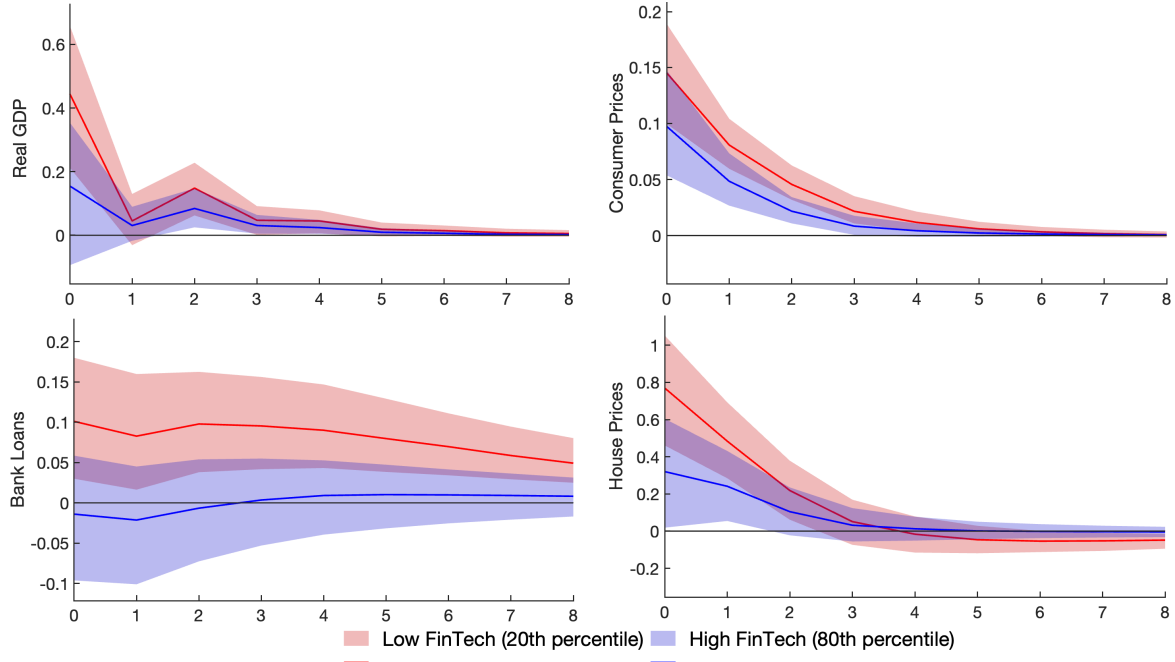 Real GDP
0.6
0.4
0.2
0
0 1 2 3 4 5 6 7 8
Consumer Prices
0.2
0.15
0.1
0.05
0
0 1 2 3 4 5 6 7 8
Bank Loans
0.2
0.15
0.1
0.05
0
-0.05
-0.1
0 1 2 3 4 5 6 7 8
House Prices
1
0.8
0.6
0.4
0.2
0
-0.2
0 1 2 3 4 5 6 7 8
Low FinTech (20th percentile) High FinTech (80th percentile)